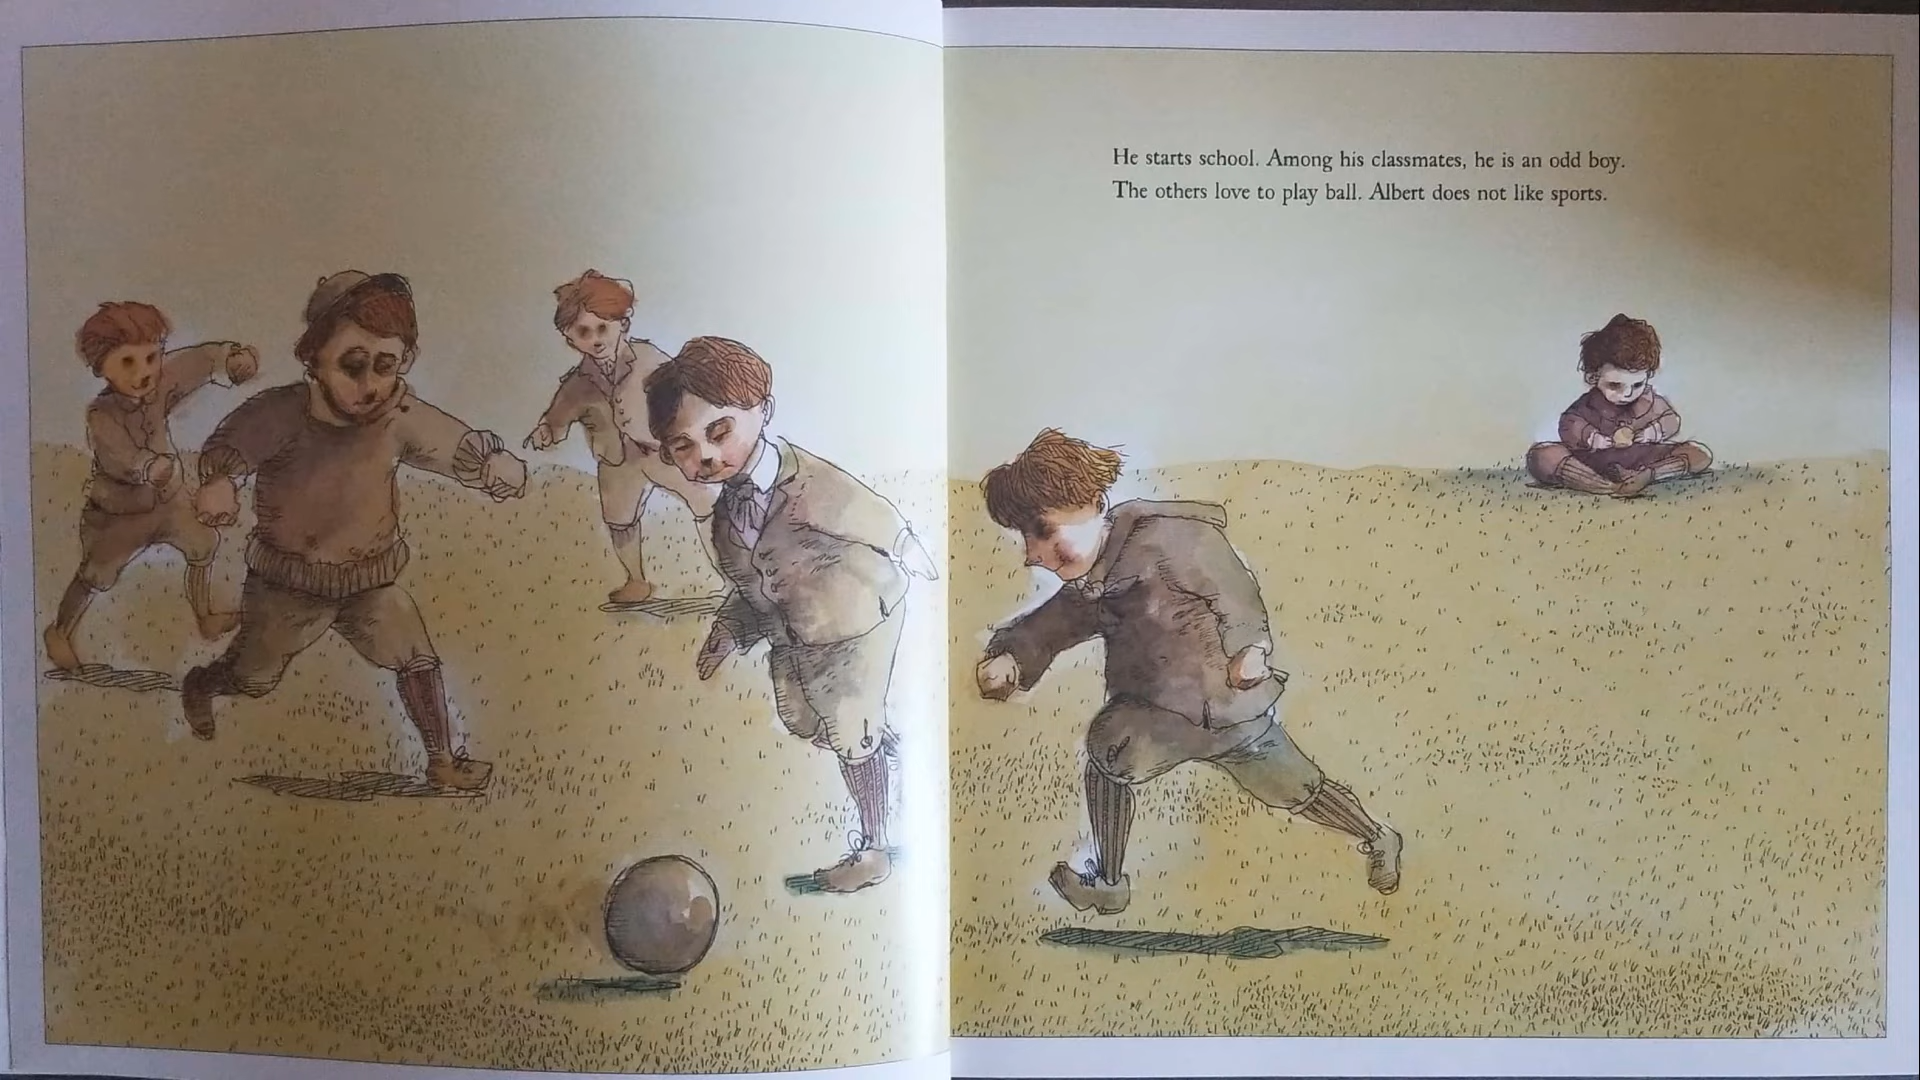 He starts school. Among his classmates, he is an odd boy.
The others love to play ball. Albert does not like sports.